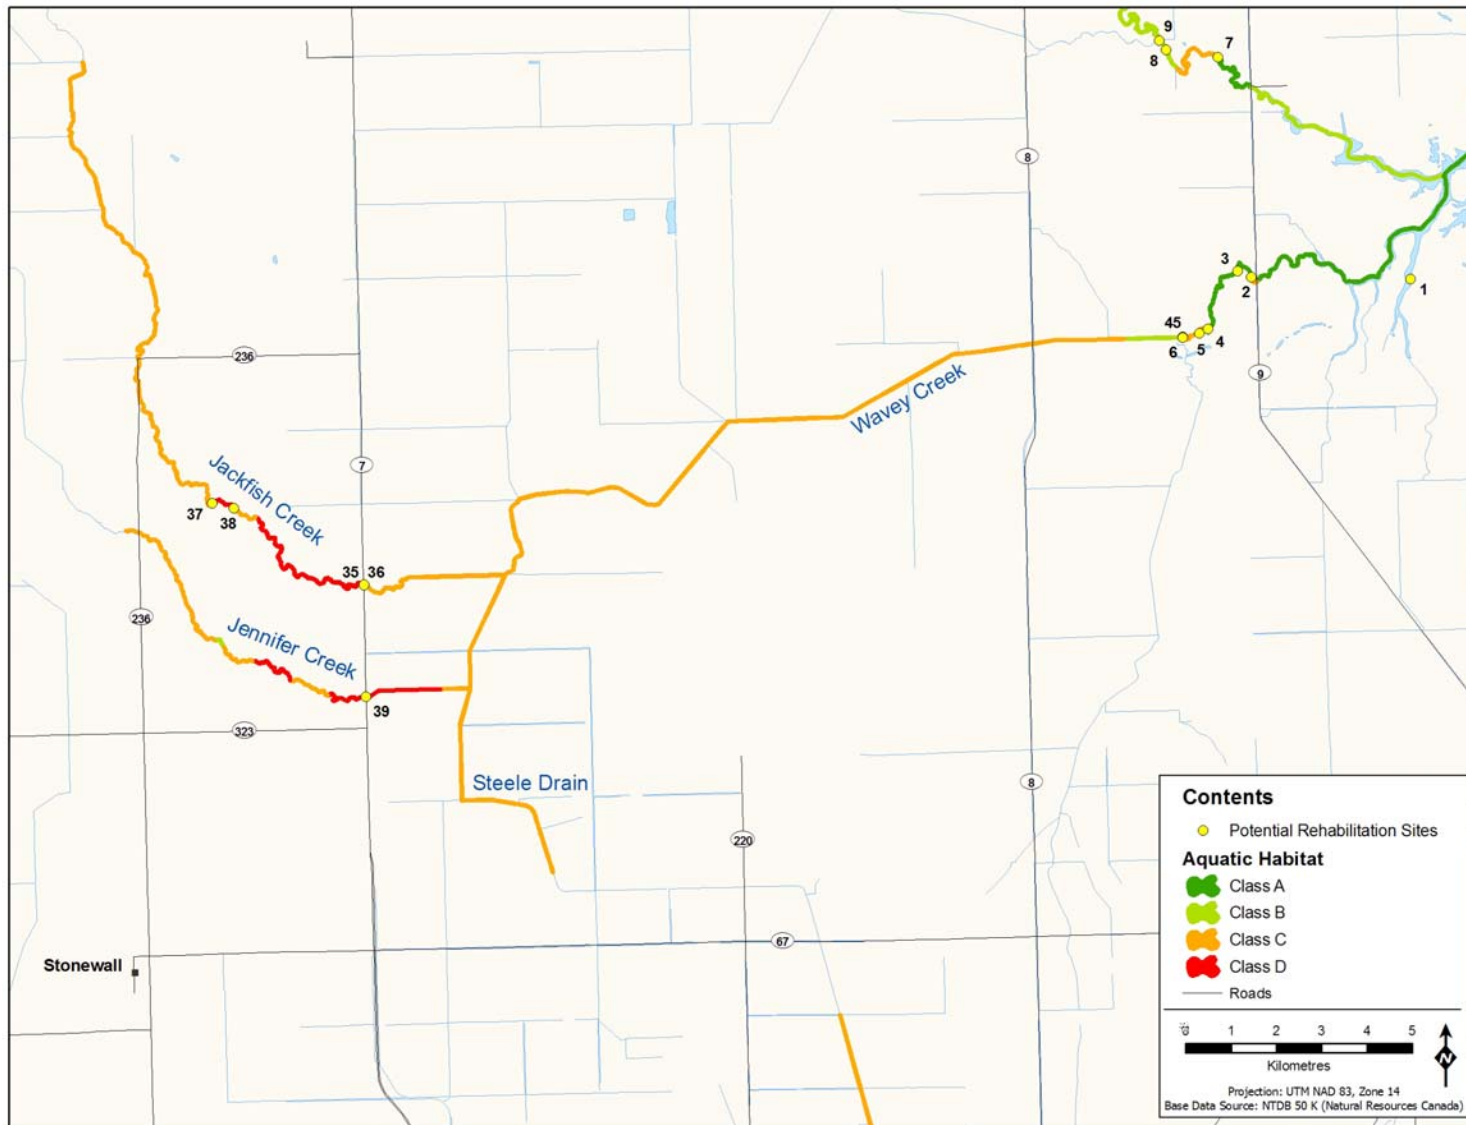 9
7
8
8
3
2
1
45
4
5
6
236
9
Wavey Creek
7
Jackfish Creek
37
38
35
36
236
Jennifer Creek
39
323
Steele Drain
8
220
67
Stonewall
Contents
Potential Rehabilitation Sites
Aquatic Habitat
Class A
Class B
Class C
Class D
Roads
1 2 3 4 5
Kilometres
N
Projection: UTM NAD 83, Zone 14
Base Data Source: NTDB 50 K (Natural Resources Canada)